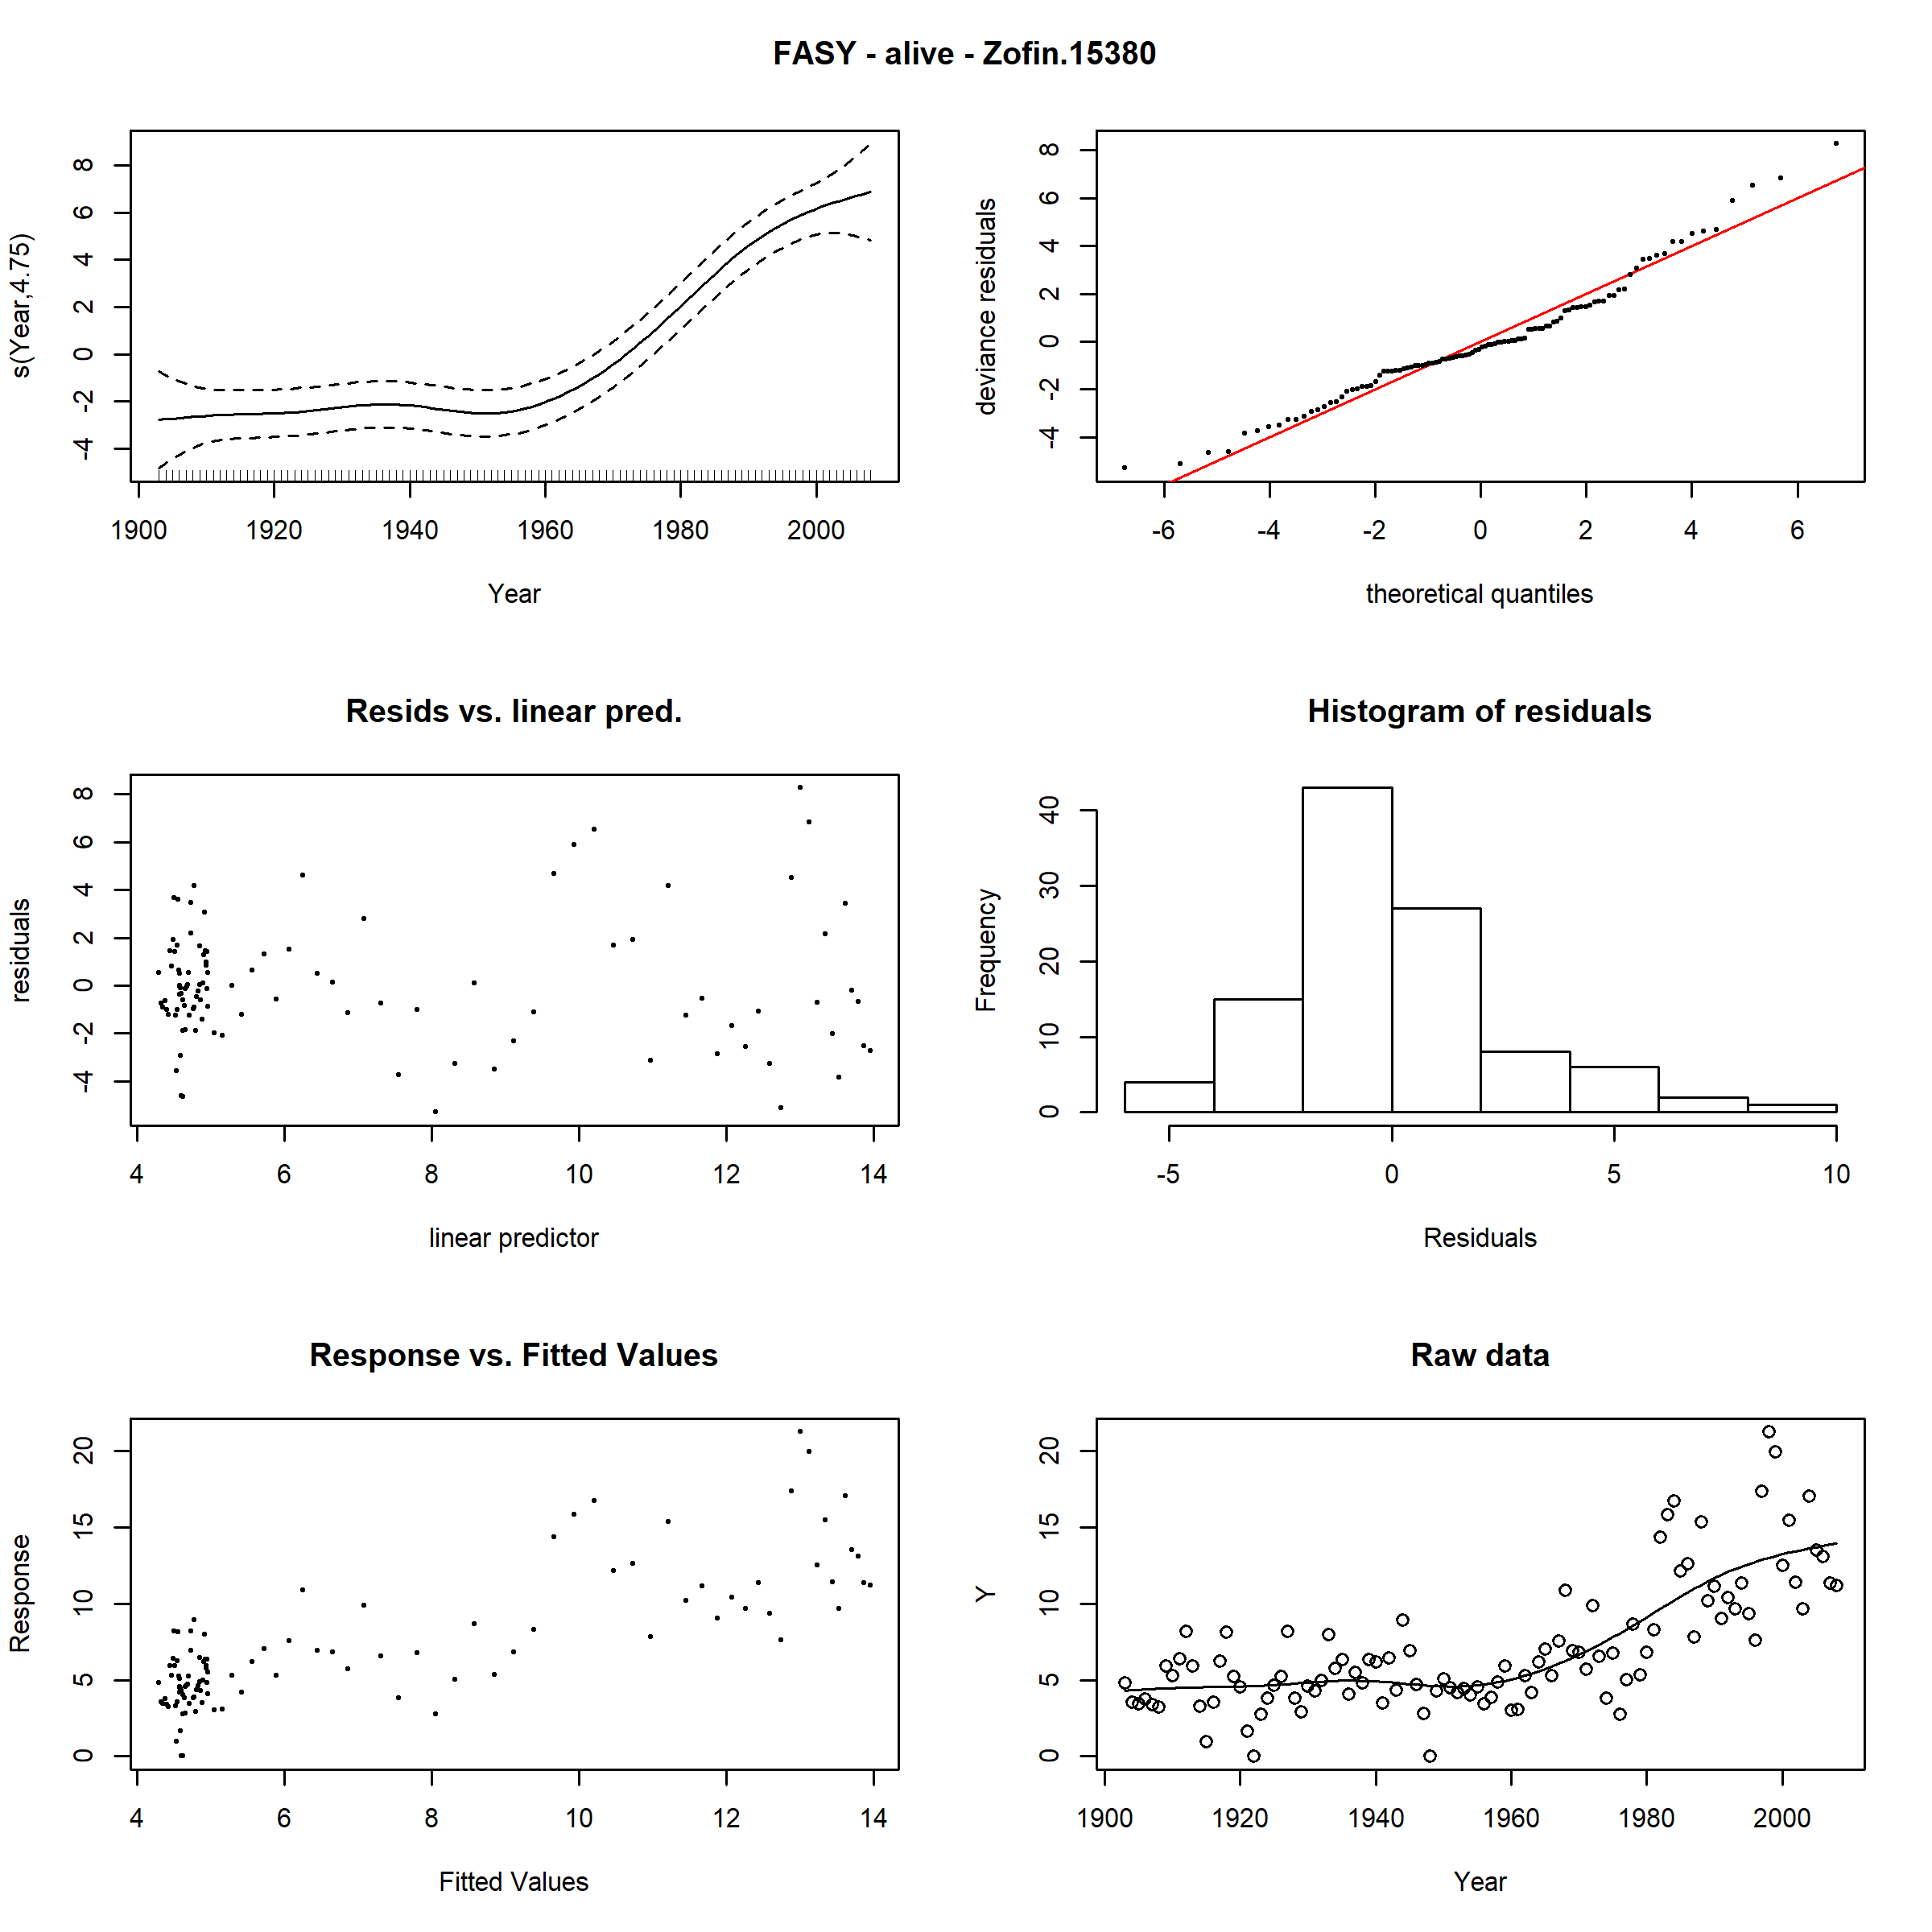 FASY - alive - Zofin.15380
s(Year,4.75)
8
6
4
2
0
-2
-4
1900 1920 1940 1960 1980 2000
Year
deviance residuals
8
6
4
2
0
-2
-4
-6 -4 -2 0 2 4 6
theoretical quantiles
Resids vs. linear pred.
residuals
8
6
4
2
0
-2
-4
4 6 8 10 12 14
linear predictor
Histogram of residuals
Frequency
40
30
20
10
0
-5 0 5 10
Residuals
Response vs. Fitted Values
Response
20
15
10
5
0
4 6 8 10 12 14
Fitted Values
Raw data
Y
20
15
10
5
0
1900 1920 1940 1960 1980 2000
Year